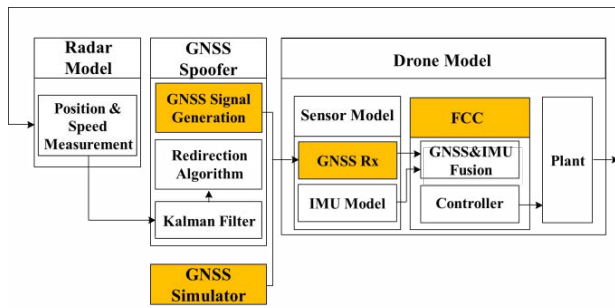 Radar
Model
Position &
Speed
Measurement
GNSS
Spoofer
GNSS Signal
Generation
Redirection
Algorithm
Kalman Filter
GNSS
Simulator
Drone Model
Sensor Model
GNSS Rx
IMU Model
FCC
GNSS&IMU
Fusion
Controller
Plant